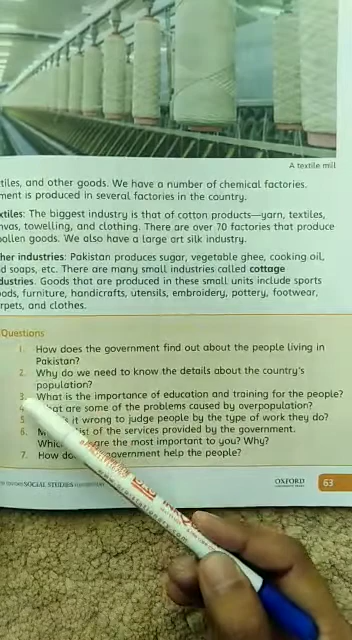 A textile mill
tiles, and other goods. We have a number of chemical factories.
ment is produced in several factories in the country.
xtiles: The biggest industry is that of cotton products—yarn, textiles,
nvas, towelling, and clothing. There are over 70 factories that produce
oollen goods. We also have a large art silk industry.
her industries: Pakistan produces sugar, vegetable ghee, cooking oil,
d soaps, etc. There are many small industries called cottage
dustries. Goods that are produced in these small units include sports
ods, furniture, handicrafts, utensils, embroidery, pottery, footwear,
rpets, and clothes.
Questions
1. How does the government find out about the people living in
Pakistan?
2. Why do we need to know the details about the country's
population?
3. What is the importance of education and training for the people?
4 hat are some of the problems caused by overpopulation?
5 it wrong to judge people by the type of work they do?
6. M list of the services provided by the government.
Whic are the most important to you? Why?
7. How do government help the people?
SOCIAL STUDIES
OXFORD
63